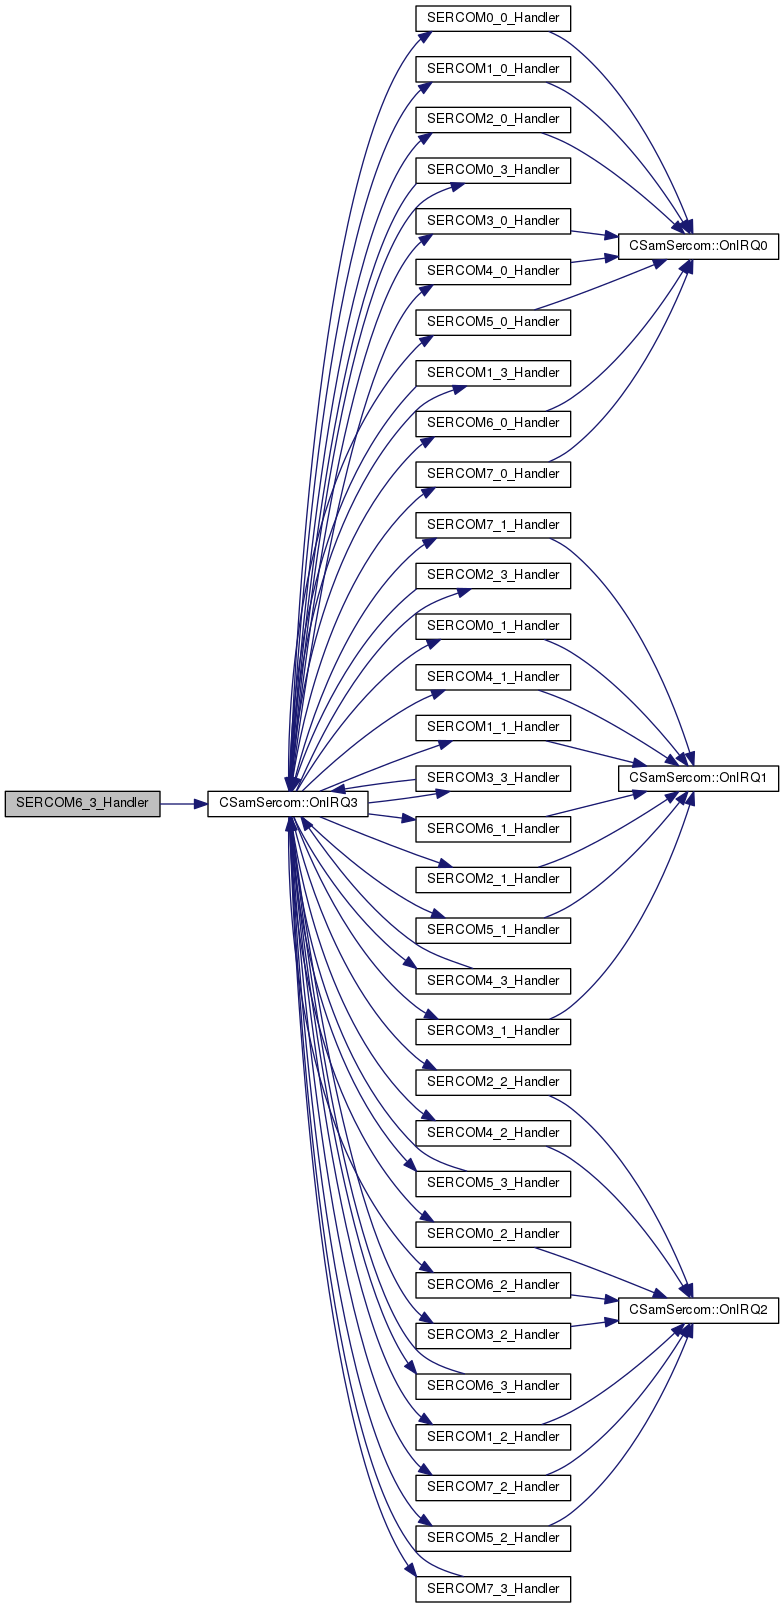 SERCOM0_0_Handler
SERCOM1_0_Handler
SERCOM2_0_Handler
SERCOM0_3_Handler
SERCOM3_0_Handler
CSamSercom::OnIRQ0
SERCOM4_0_Handler
SERCOM5_0_Handler
SERCOM1_3_Handler
SERCOM6_0_Handler
SERCOM7_0_Handler
SERCOM7_1_Handler
SERCOM2_3_Handler
SERCOM0_1_Handler
SERCOM4_1_Handler
SERCOM1_1_Handler
SERCOM3_3_Handler
CSamSercom::OnIRQ1
SERCOM6_3_Handler
CSamSercom::OnIRQ3
SERCOM6_1_Handler
SERCOM2_1_Handler
SERCOM5_1_Handler
SERCOM4_3_Handler
SERCOM3_1_Handler
SERCOM2_2_Handler
SERCOM4_2_Handler
SERCOM5_3_Handler
SERCOM0_2_Handler
SERCOM6_2_Handler
CSamSercom::OnIRQ2
SERCOM3_2_Handler
SERCOM6_3_Handler
SERCOM1_2_Handler
SERCOM7_2_Handler
SERCOM5_2_Handler
SERCOM7_3_Handler